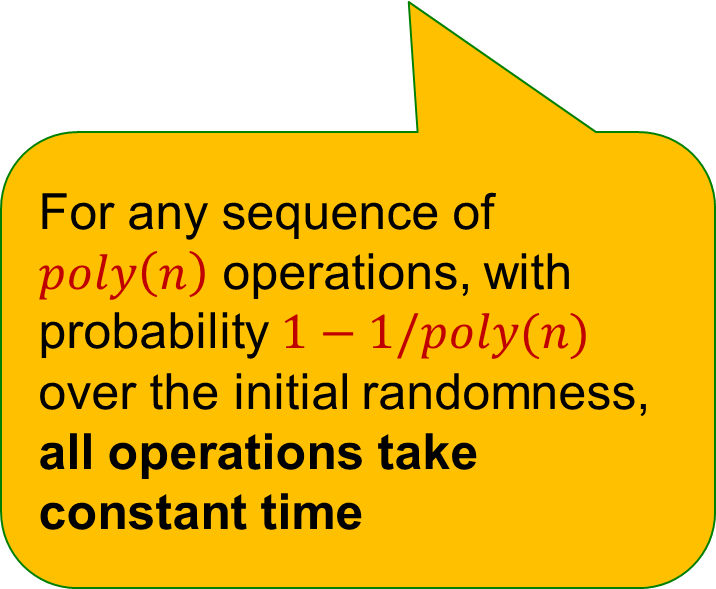 For any sequence of
poly(n) operations, with
probability 1 − 1/poly(n)
over the initial randomness,
all operations take
constant time